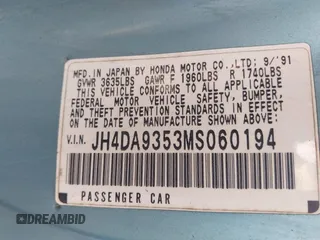 MFD. IN JAPAN BY HONDA MOTOR CO.,LTD.; 9/'91
GVWR 3635LBS GAWR F 1960LBS R 1740LBS
THIS VEHICLE CONFORMS TO ALL APPLICABLE
FEDERAL MOTOR VEHICLE SAFETY, BUMPER,
AND THEFT PREVENTION STANDARDS IN EFFECT
ON THE DATE OF MANUFACTURE SHOWN ABOVE.
V.I.N. JH4DA9353MS060194
PASSENGER CAR
DREAMBID